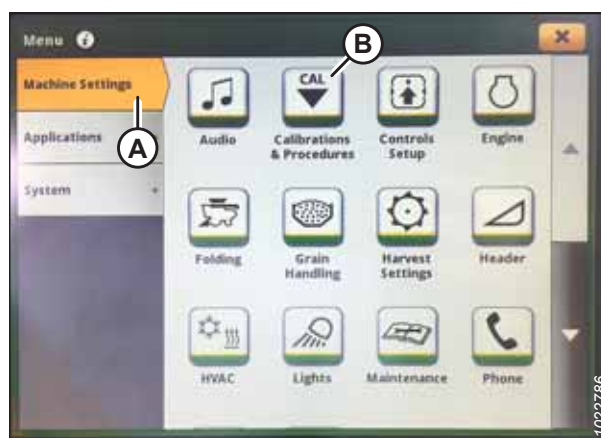 Menu i
B
Machine Settings
A
Applications
System
CAL
Audio
Calibrations
& Procedures
Controls
Setup
Engine
Folding
Grain
Handling
Harvest
Settings
Header
HVAC
Lights
Maintenance
Phone
1022786